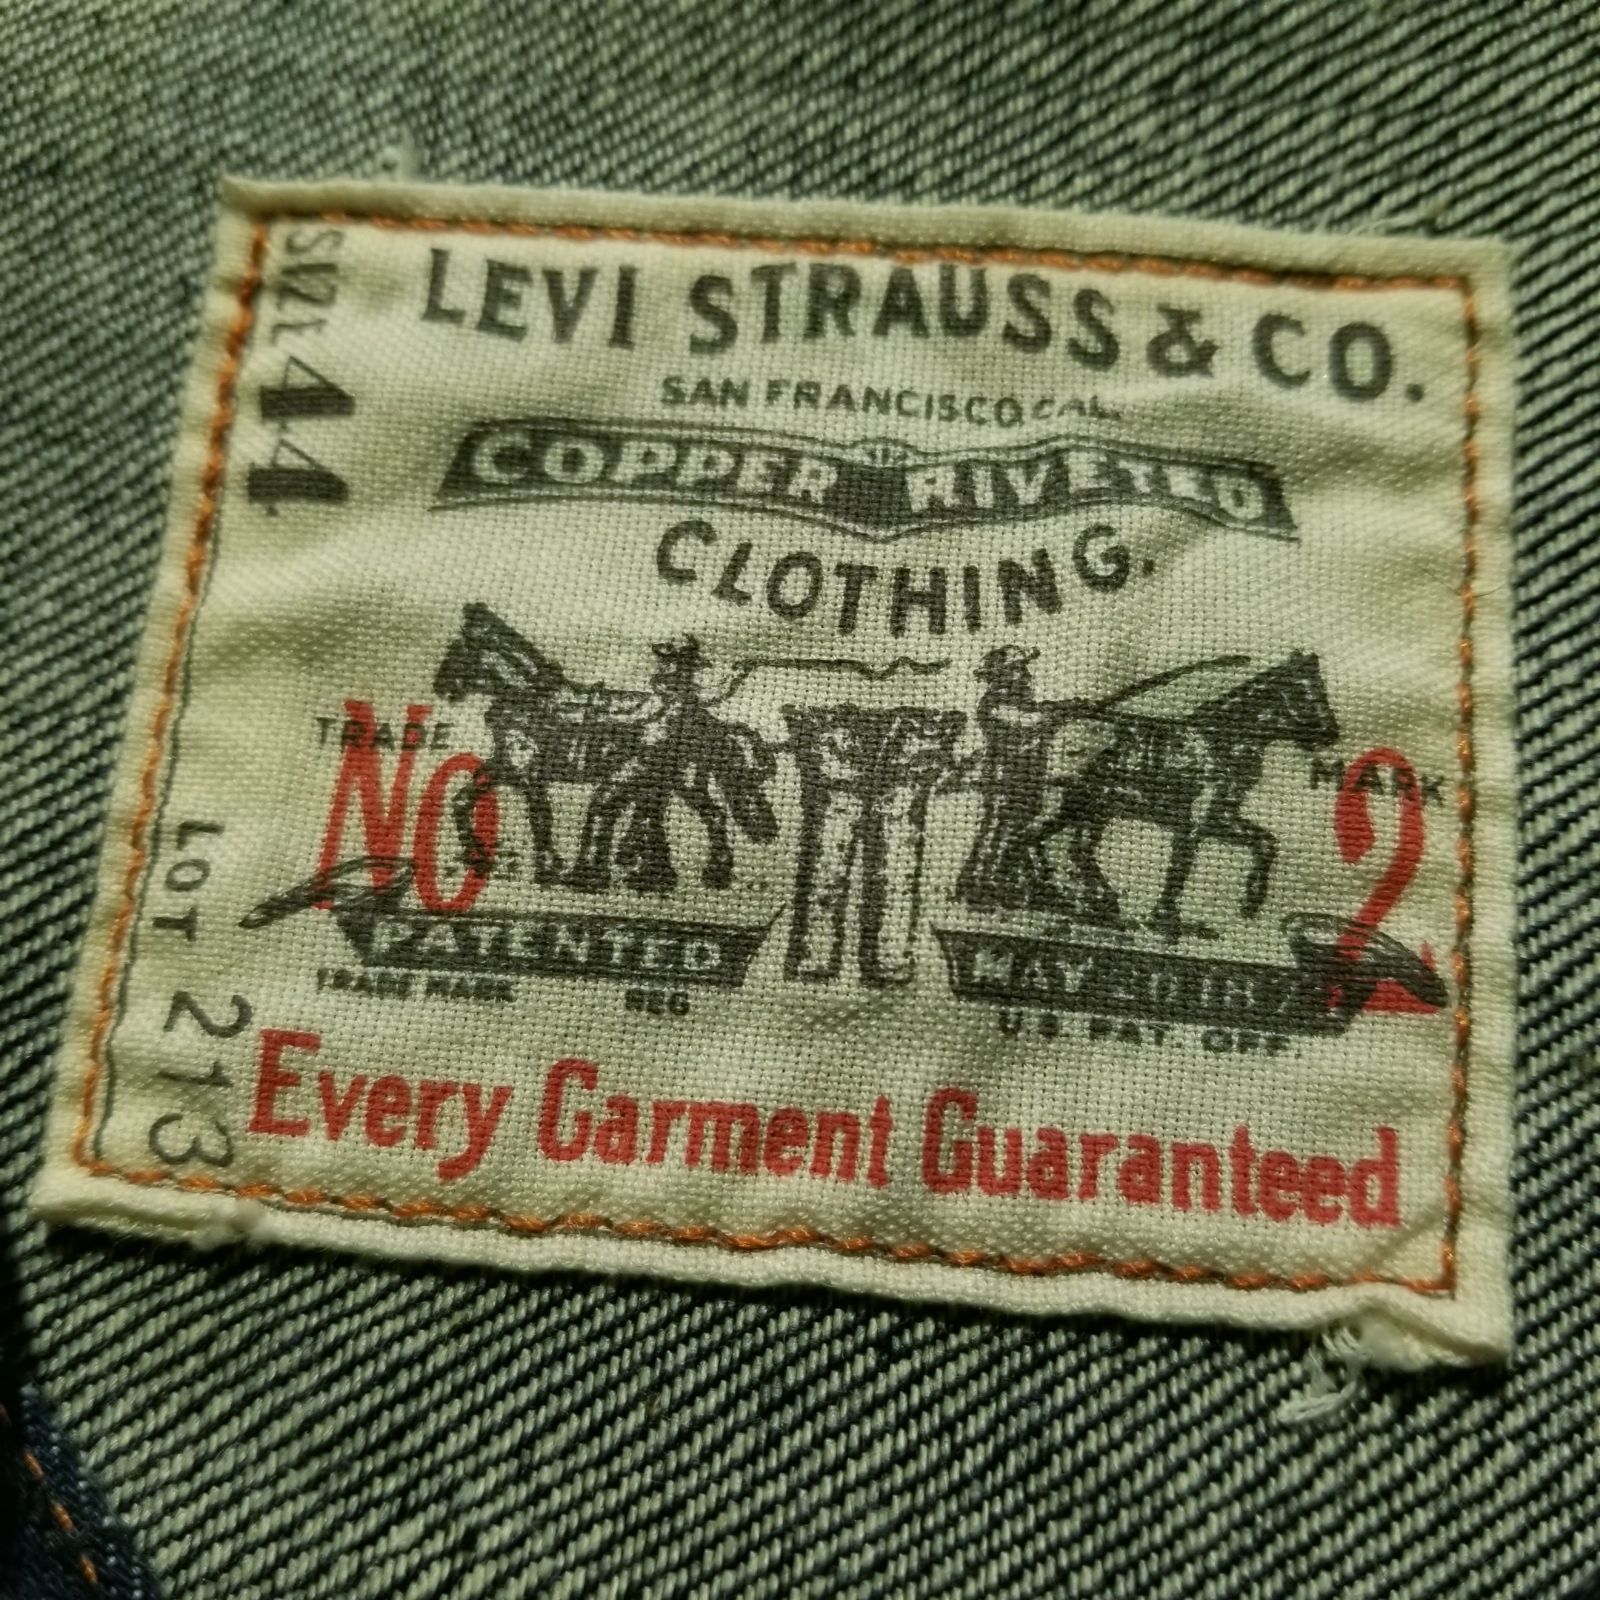 LEVI STRAUSS & CO.
SAN FRANCISCO CAL.
COPPER RIVETED
CLOTHING.
TRADE MARK
NO 2
PATENTED MAY
TRADE MARK REG U.S. PAT. OFF.
Every Garment Guaranteed
44
LOT 213